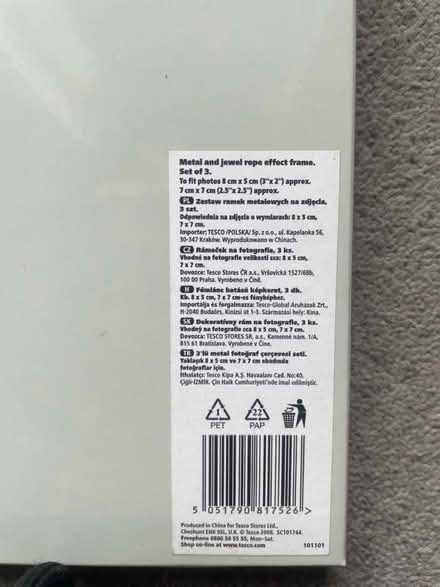 Metal and jewel rope effect frame.
Set of 3.
To fit photos 8 cm x 5 cm (3"x 2") approx.
7 cm x 7 cm (2.5"x 2.5") approx.
PL Zestaw ramek metalowych na zdjęcia,
3 szt.
Odpowiednia na zdjęcia o wymiarach: 8 x 5 cm,
7 x 7 cm.
Importer: TESCO /POLSKA/ Sp. z o.o., ul. Kapelanka 56,
30-347 Kraków. Wyprodukowano w Chinach.
CZ Rámeček na fotografie, 3 ks.
Vhodné na fotografie velikosti cca: 8 x 5 cm,
7 x 7 cm.
Dovozce: Tesco Stores ČR a.s., Vršovická 1527/68b,
100 00 Praha. Vyrobeno v Číně.
H Fémlánc hatású képkeret, 3 db.
Kb. 8 x 5 cm, 7 x 7 cm-es fényképhez.
Importálja és forgalmazza: Tesco-Global Áruházak Zrt.,
H-2040 Budaörs, Kinizsi út 1-3. Származási hely: Kína.
SK Dekoratívny rám na fotografie, 3 ks.
Vhodný na fotografie cca 8 x 5 cm, 7 x 7 cm.
Dovozca: TESCO STORES SR, a.s., Kamenné nám. 1/A,
815 61 Bratislava. Vyrobené v Číne.
TR 3'lü metal fotoğraf çerçevesi seti.
Yaklaşık 8 x 5 cm ve 7 x 7 cm ebadında
fotoğraflar için.
İthalatçı: Tesco Kipa A.Ş. Havaalanı Cad. No:40,
Çiğli-İZMİR. Çin Halk Cumhuriyeti'nde imal edilmiştir.
1 22
PET PAP
5 051790 817526 >
Produced in China for Tesco Stores Ltd.,
Cheshunt EN8 9SL, U.K. © Tesco 2008. SC101744.
Freephone 0800 50 55 55, Mon–Sat.
Shop on-line at www.tesco.com 101101